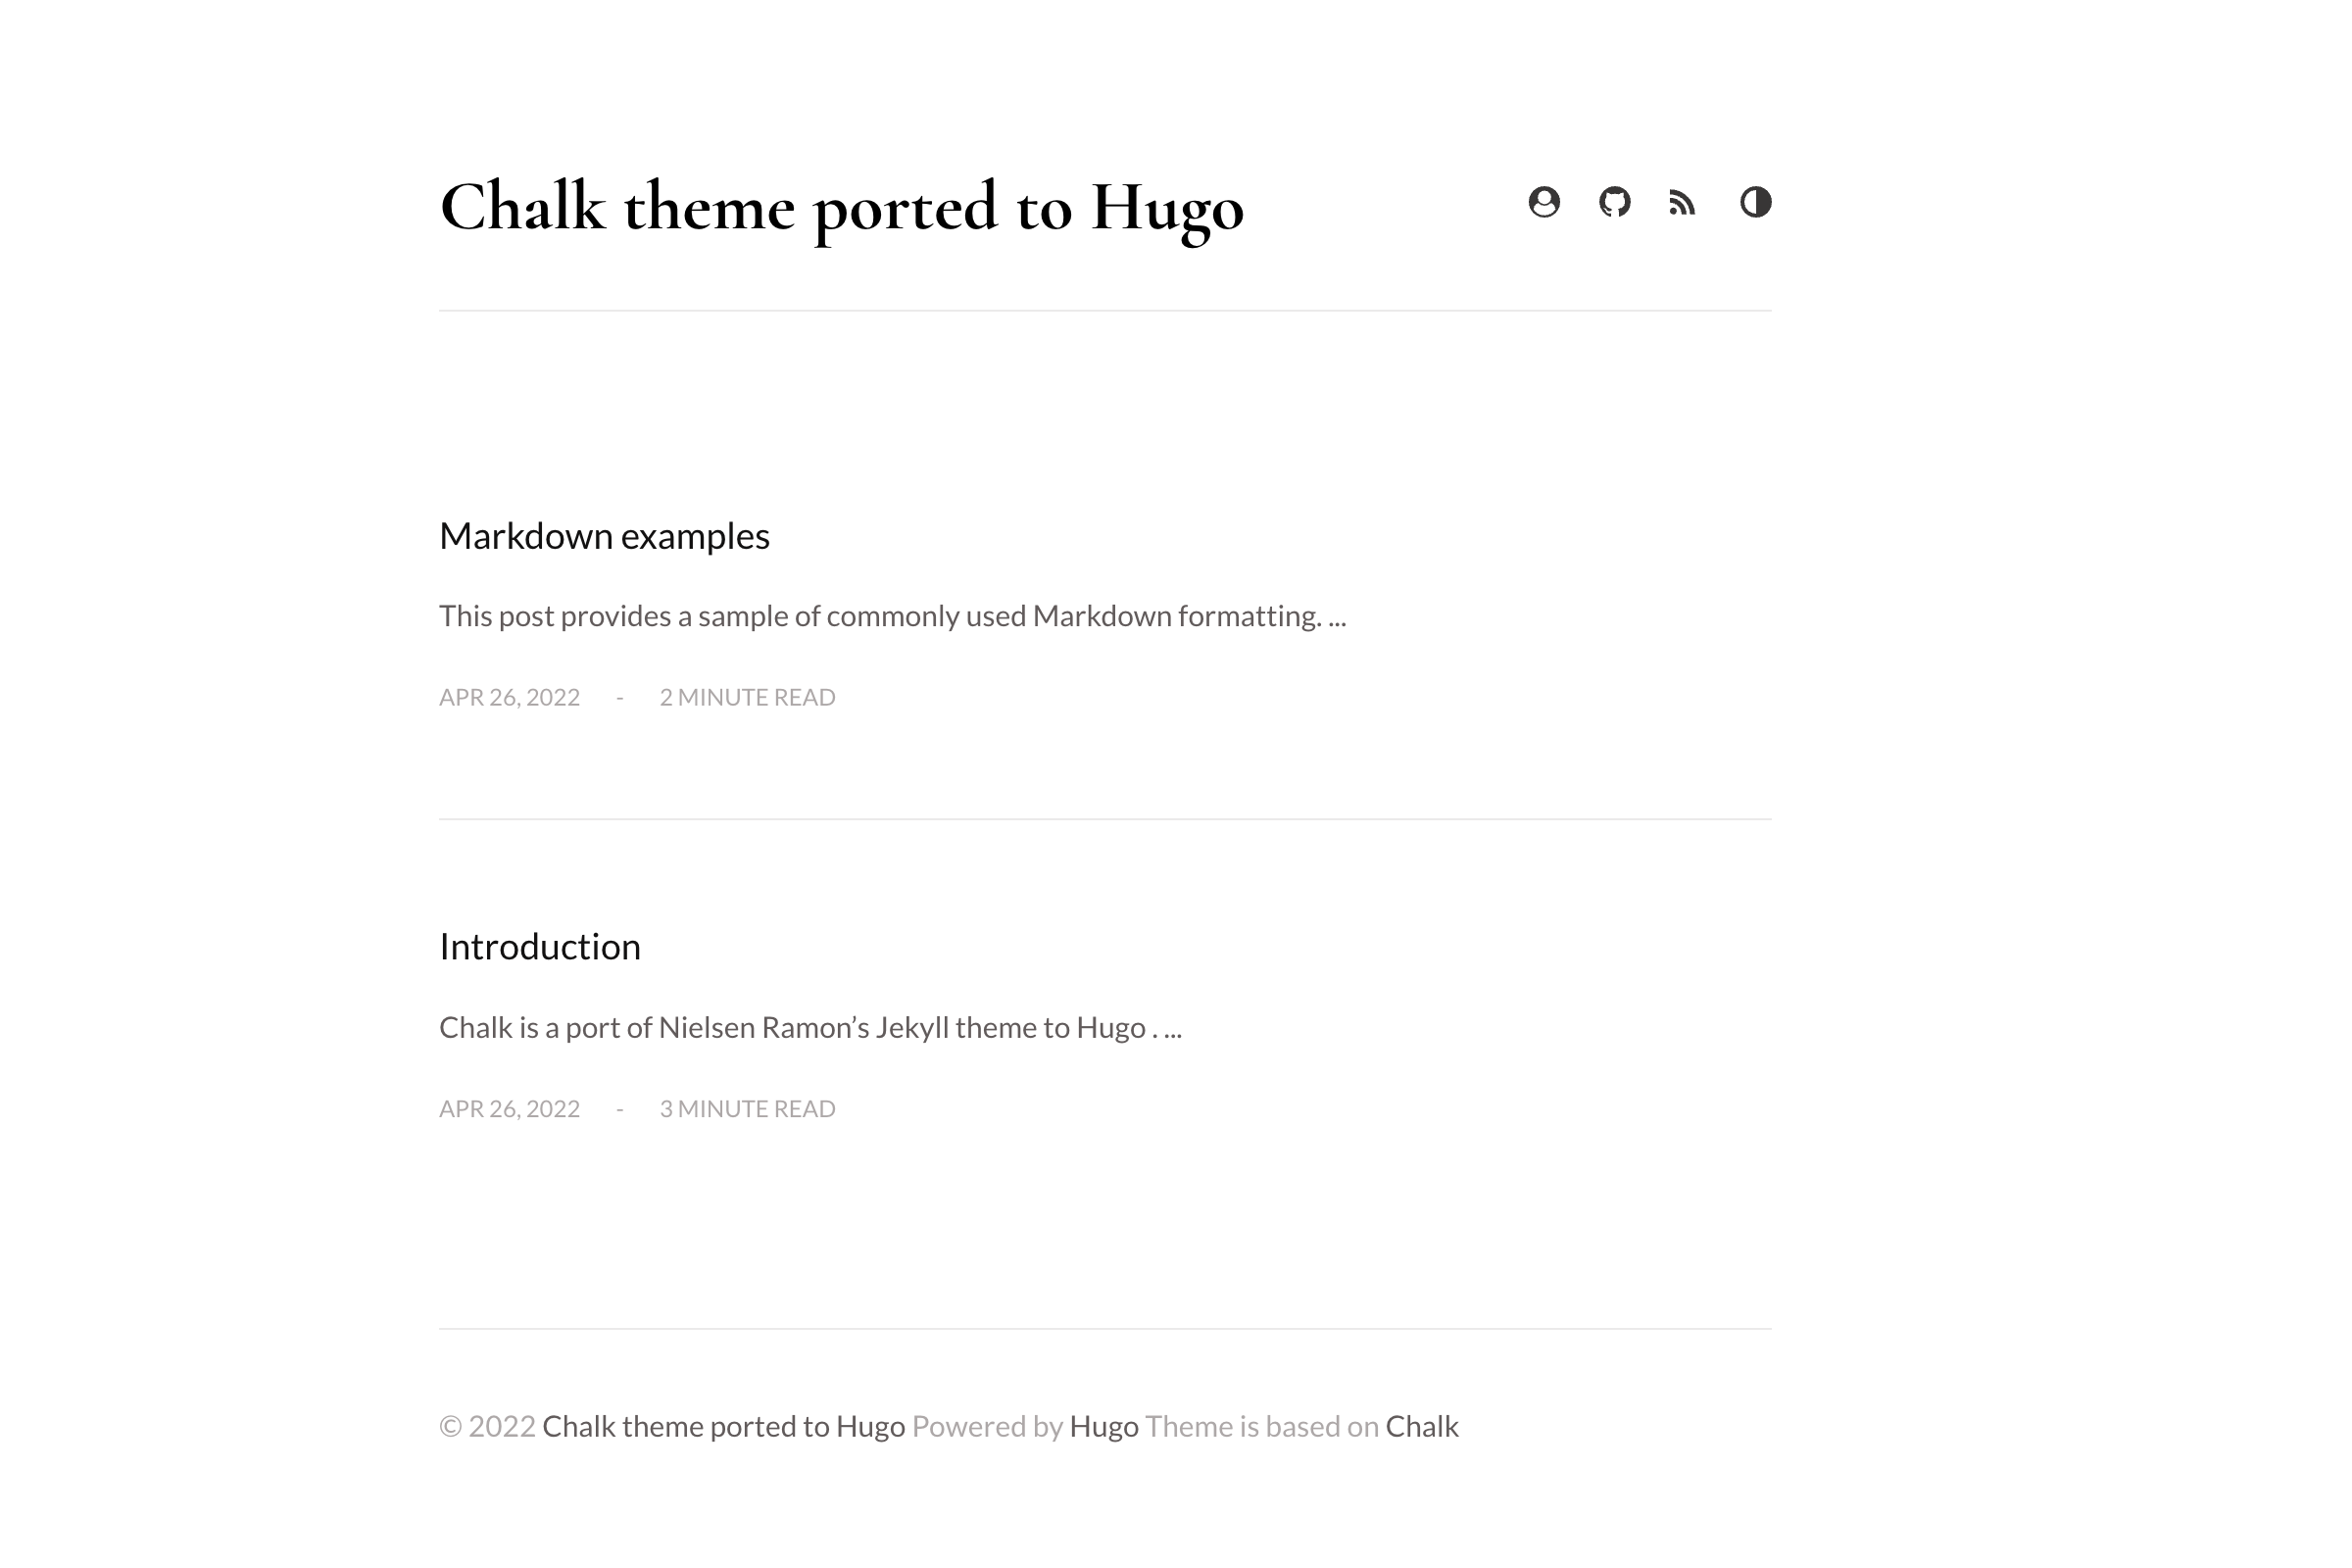 Chalk theme ported to Hugo
Markdown examples
This post provides a sample of commonly used Markdown formatting. ...
APR 26, 2022 - 2 MINUTE READ
Introduction
Chalk is a port of Nielsen Ramon’s Jekyll theme to Hugo . ...
APR 26, 2022 - 3 MINUTE READ
© 2022 Chalk theme ported to Hugo Powered by Hugo Theme is based on Chalk